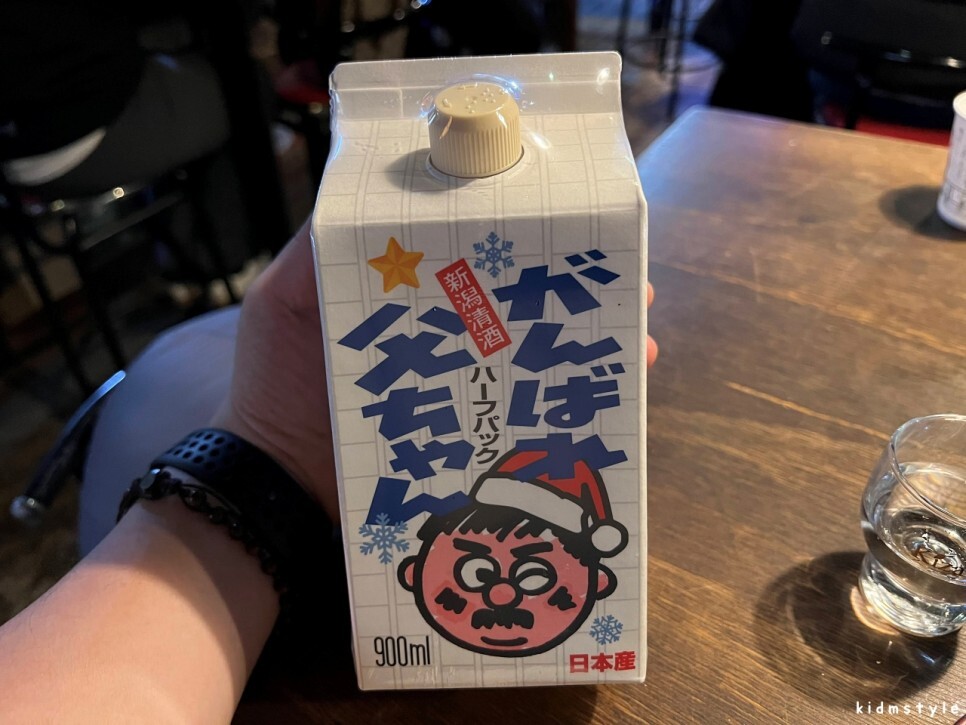 がんばれ
父ちゃん
新潟清酒
ハーフパック
900ml
日本産
kidmstyle